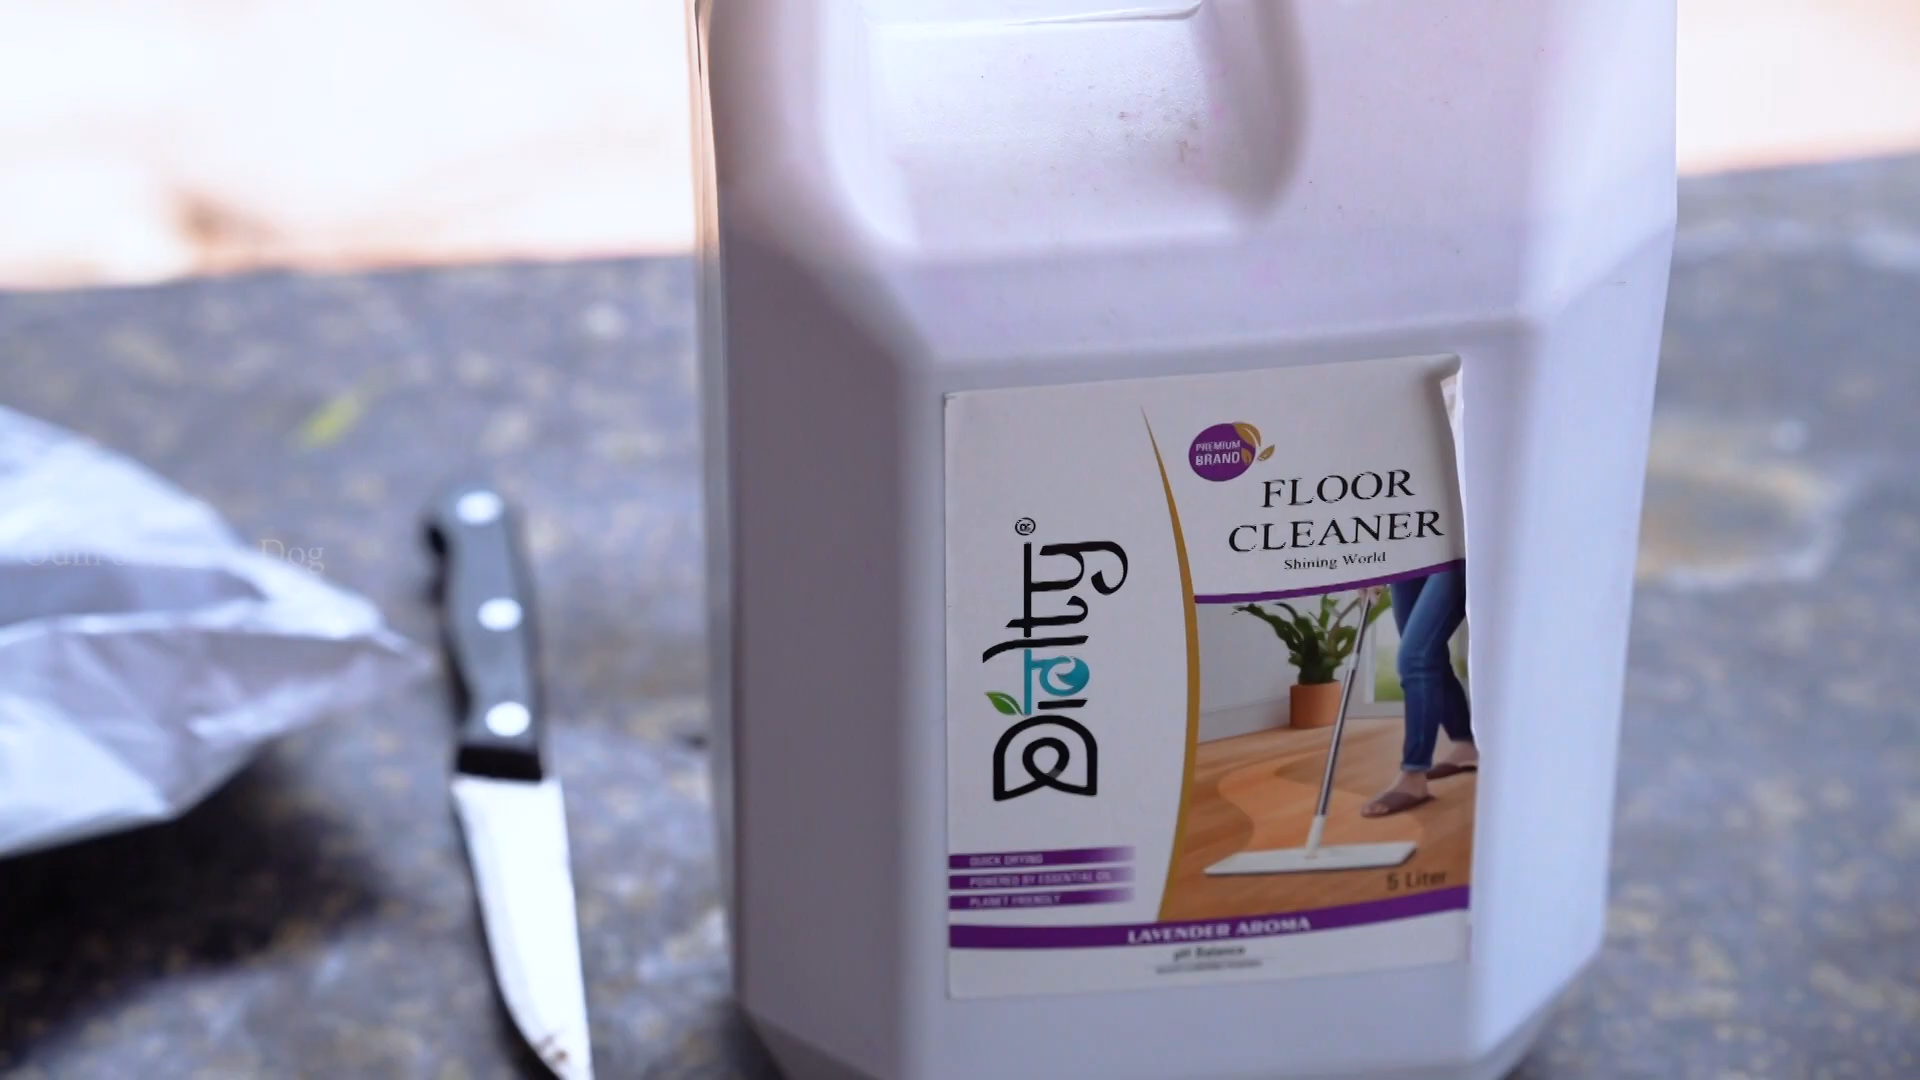 PREMIUM
BRAND
FLOOR
CLEANER
Shining World
QUICK DRYING
POWERED BY ESSENTIAL OIL
PLANET FRIENDLY
5 Liter
LAVENDER AROMA
pH Balance
Dog